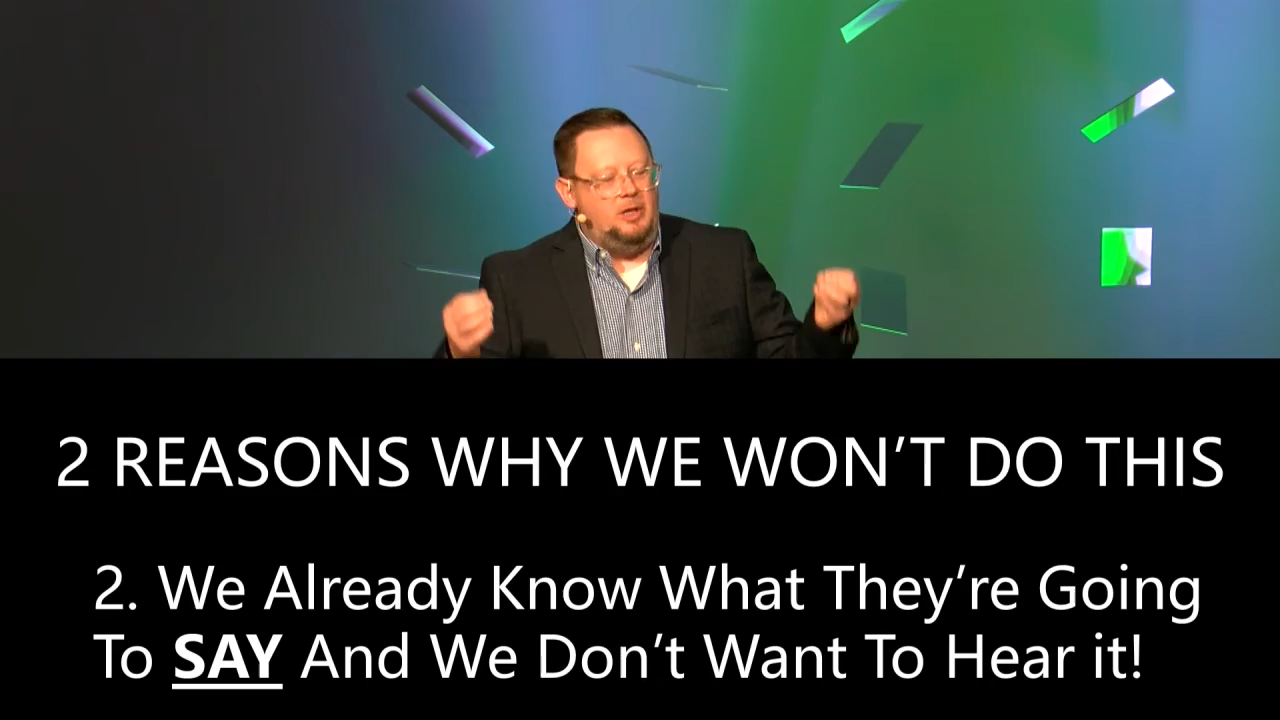 2 REASONS WHY WE WON’T DO THIS
2. We Already Know What They’re Going
To SAY And We Don’t Want To Hear it!